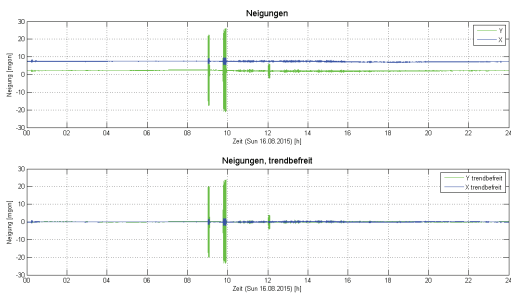 Neigungen
Neigung [mgon]
30
20
10
0
-10
-20
-30
Y
X
00 02 04 06 08 10 12 14 16 18 20 22 24
Zeit (Sun 16.08.2015) [h]
Neigungen, trendbefreit
Neigung [mgon]
30
20
10
0
-10
-20
-30
Y trendbefreit
X trendbefreit
00 02 04 06 08 10 12 14 16 18 20 22 24
Zeit (Sun 16.08.2015) [h]